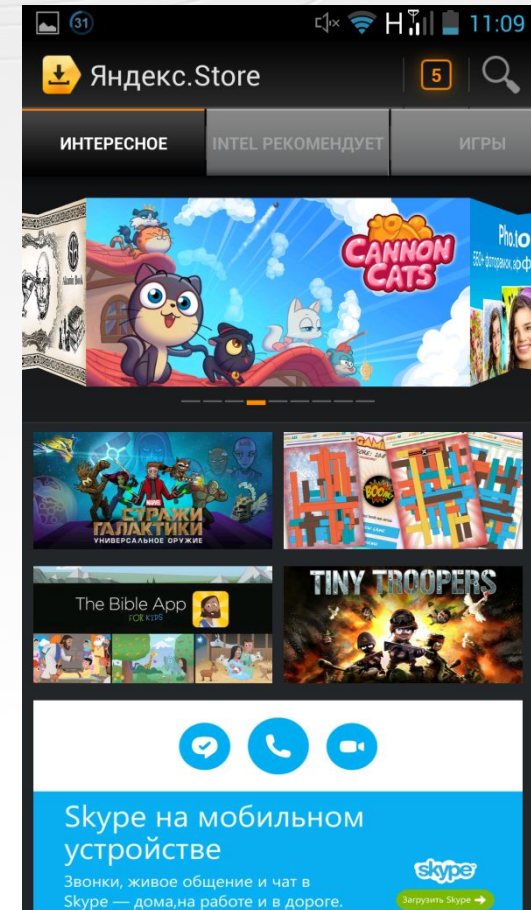 31
H
11:09
Яндекс.Store
5
ИНТЕРЕСНОЕ
INTEL РЕКОМЕНДУЕТ
ИГРЫ
CANNON
CATS
Pho.to
СТРАЖИ
ГАЛАКТИКИ
УНИВЕРСАЛЬНОЕ ОРУЖИЕ
BOOM
The Bible App
FOR KIDS
TINY TROOPERS
Skype на мобильном
устройстве
Звонки, живое общение и чат в
Skype — дома,на работе и в дороге.
skype
Загрузить Skype